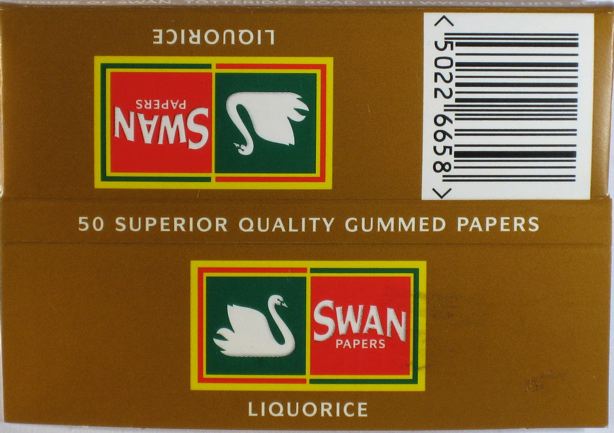 LIQUORICE
SWAN
PAPERS
<5022 6658>
50 SUPERIOR QUALITY GUMMED PAPERS
SWAN
PAPERS
LIQUORICE